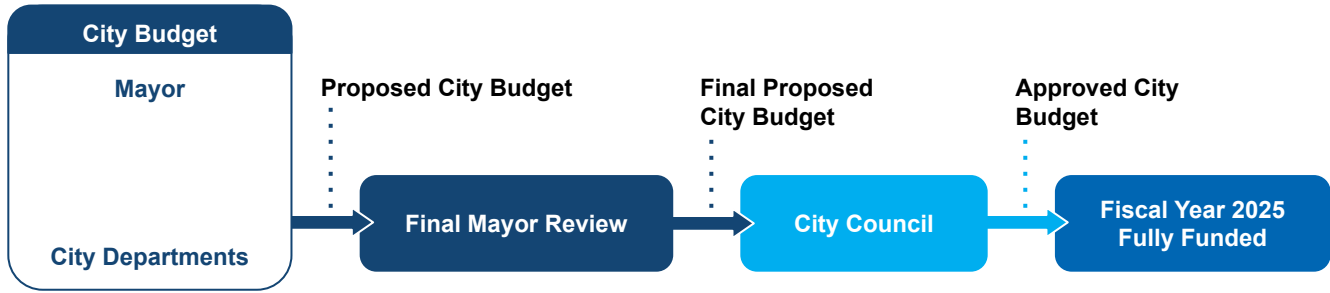 City Budget
Mayor
City Departments
Proposed City Budget
Final Mayor Review
Final Proposed
City Budget
City Council
Approved City
Budget
Fiscal Year 2025
Fully Funded